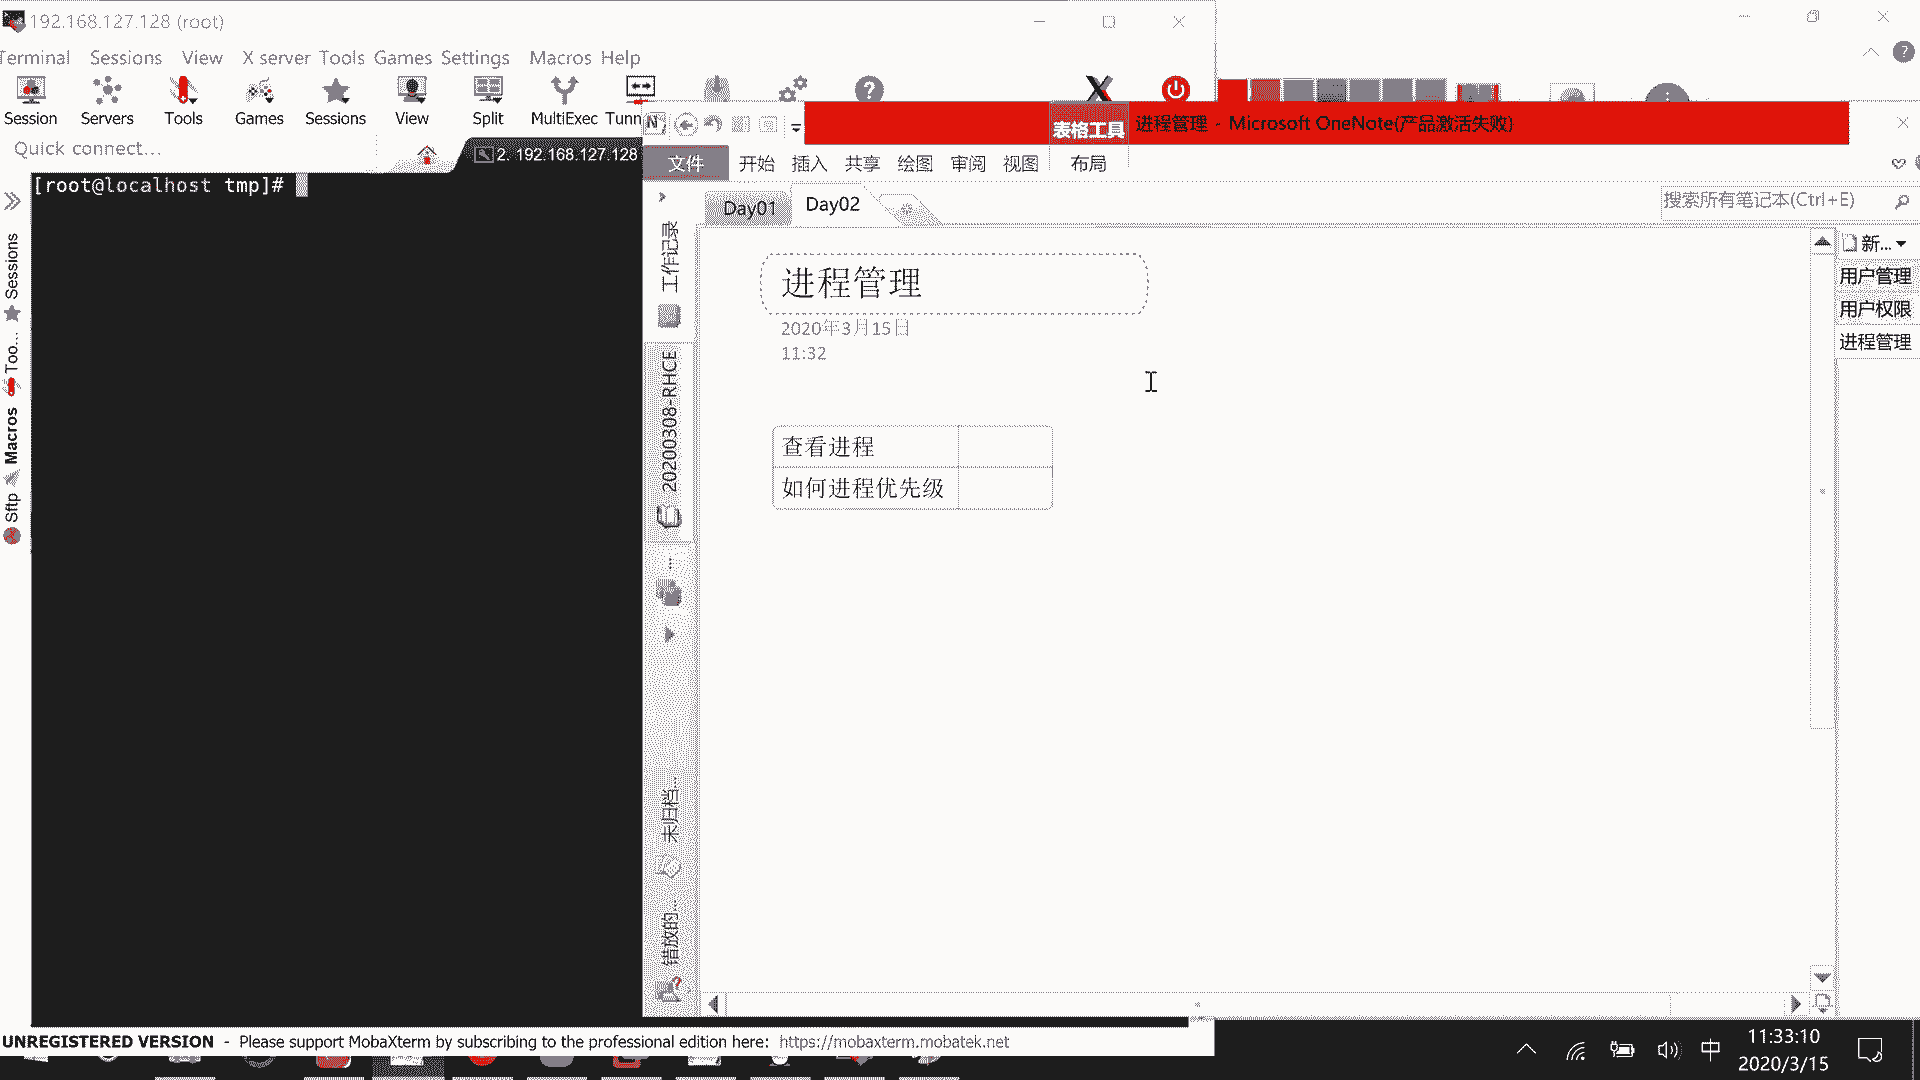 192.168.127.128 (root)
Terminal Sessions View X server Tools Games Settings Macros Help
Session Servers Tools Games Sessions View Split MultiExec Tunn
Quick connect...
2. 192.168.127.128
[root@localhost tmp]#
Sessions
Too...
Macros
Sftp
表格工具
进程管理 - Microsoft OneNote(产品激活失败)
文件 开始 插入 共享 绘图 审阅 视图 布局
Day01 Day02
搜索所有笔记本(Ctrl+E)
工作记录
20200308-RHCE
...
未归档...
错放的...
进程管理
2020年3月15日
11:32
查看进程
如何进程优先级
新...
用户管理
用户权限
进程管理
UNREGISTERED VERSION - Please support MobaXterm by subscribing to the professional edition here: https://mobaxterm.mobatek.net
中
11:33:10
2020/3/15